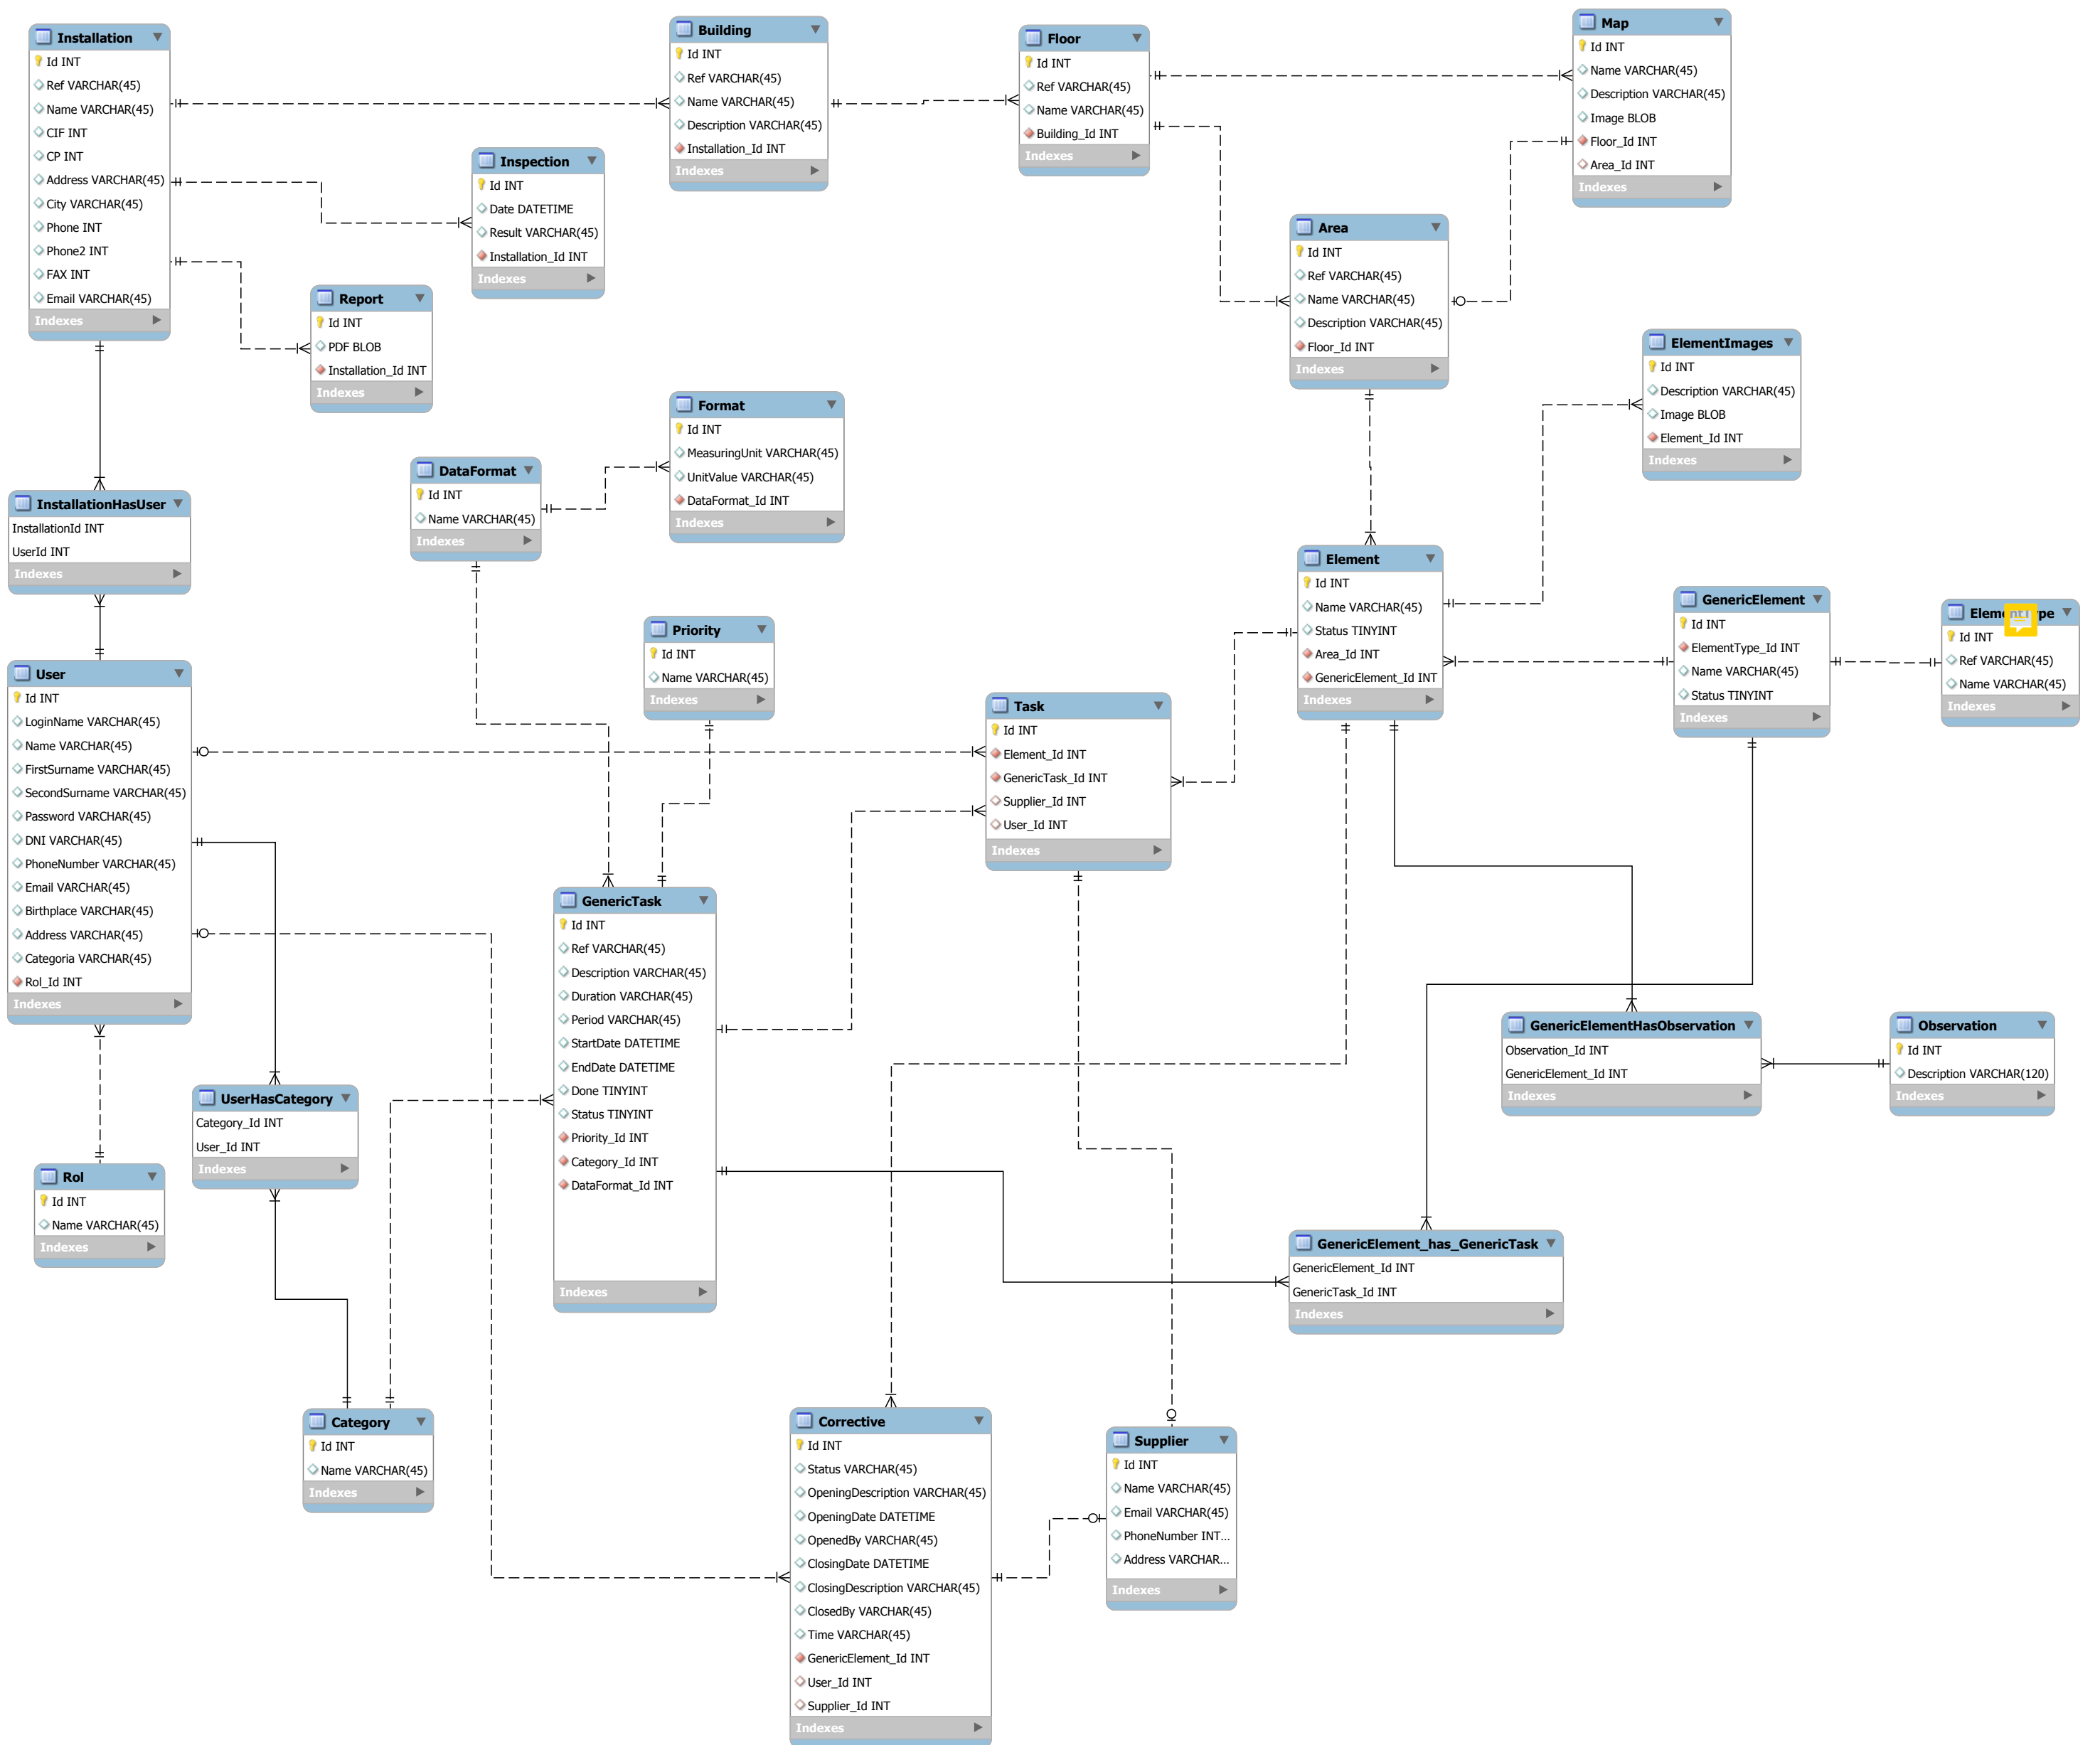 Installation
Id INT
Ref VARCHAR(45)
Name VARCHAR(45)
CIF INT
CP INT
Address VARCHAR(45)
City VARCHAR(45)
Phone INT
Phone2 INT
FAX INT
Email VARCHAR(45)
Indexes
Building
Id INT
Ref VARCHAR(45)
Name VARCHAR(45)
Description VARCHAR(45)
Installation_Id INT
Indexes
Floor
Id INT
Ref VARCHAR(45)
Name VARCHAR(45)
Building_Id INT
Indexes
Map
Id INT
Name VARCHAR(45)
Description VARCHAR(45)
Image BLOB
Floor_Id INT
Area_Id INT
Indexes
Inspection
Id INT
Date DATETIME
Result VARCHAR(45)
Installation_Id INT
Indexes
Area
Id INT
Ref VARCHAR(45)
Name VARCHAR(45)
Description VARCHAR(45)
Floor_Id INT
Indexes
Report
Id INT
PDF BLOB
Installation_Id INT
Indexes
ElementImages
Id INT
Description VARCHAR(45)
Image BLOB
Element_Id INT
Indexes
Format
Id INT
MeasuringUnit VARCHAR(45)
UnitValue VARCHAR(45)
DataFormat_Id INT
Indexes
DataFormat
Id INT
Name VARCHAR(45)
Indexes
InstallationHasUser
InstallationId INT
UserId INT
Indexes
Element
Id INT
Name VARCHAR(45)
Status TINYINT
Area_Id INT
GenericElement_Id INT
Indexes
GenericElement
Id INT
ElementType_Id INT
Name VARCHAR(45)
Status TINYINT
Indexes
ElementType
Id INT
Ref VARCHAR(45)
Name VARCHAR(45)
Indexes
Priority
Id INT
Name VARCHAR(45)
Indexes
User
Id INT
LoginName VARCHAR(45)
Name VARCHAR(45)
FirstSurname VARCHAR(45)
SecondSurname VARCHAR(45)
Password VARCHAR(45)
DNI VARCHAR(45)
PhoneNumber VARCHAR(45)
Email VARCHAR(45)
Birthplace VARCHAR(45)
Address VARCHAR(45)
Categoria VARCHAR(45)
Rol_Id INT
Indexes
Task
Id INT
Element_Id INT
GenericTask_Id INT
Supplier_Id INT
User_Id INT
Indexes
GenericTask
Id INT
Ref VARCHAR(45)
Description VARCHAR(45)
Duration VARCHAR(45)
Period VARCHAR(45)
StartDate DATETIME
EndDate DATETIME
Done TINYINT
Status TINYINT
Priority_Id INT
Category_Id INT
DataFormat_Id INT
Indexes
GenericElementHasObservation
Observation_Id INT
GenericElement_Id INT
Indexes
Observation
Id INT
Description VARCHAR(120)
Indexes
UserHasCategory
Category_Id INT
User_Id INT
Indexes
Rol
Id INT
Name VARCHAR(45)
Indexes
GenericElement_has_GenericTask
GenericElement_Id INT
GenericTask_Id INT
Indexes
Category
Id INT
Name VARCHAR(45)
Indexes
Corrective
Id INT
Status VARCHAR(45)
OpeningDescription VARCHAR(45)
OpeningDate DATETIME
OpenedBy VARCHAR(45)
ClosingDate DATETIME
ClosingDescription VARCHAR(45)
ClosedBy VARCHAR(45)
Time VARCHAR(45)
GenericElement_Id INT
User_Id INT
Supplier_Id INT
Indexes
Supplier
Id INT
Name VARCHAR(45)
Email VARCHAR(45)
PhoneNumber INT...
Address VARCHAR...
Indexes